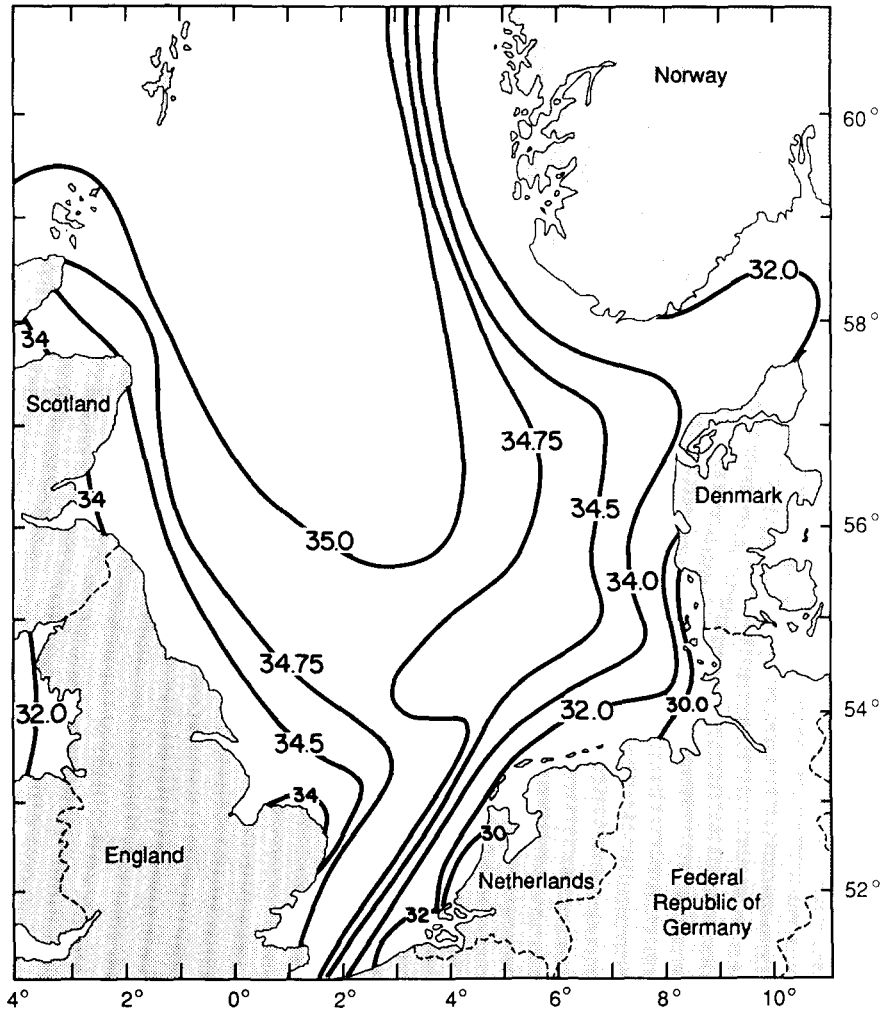 Norway
60°
32.0
58°
34
Scotland
34.75
Denmark
34
34.5
35.0
56°
34.0
34.75
32.0
32.0
30.0
54°
34.5
34
30
England
Netherlands
Federal
Republic of
Germany
52°
32
4° 2° 0° 2° 4° 6° 8° 10°